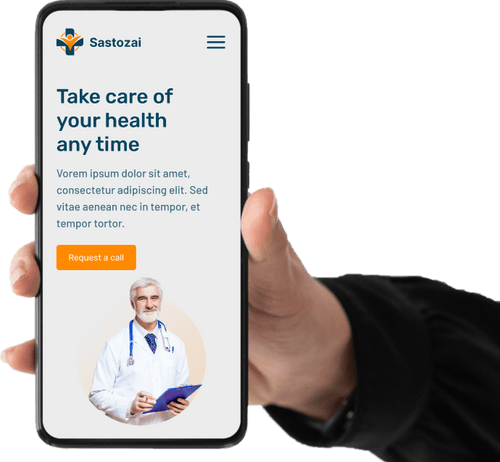 Sastozai
Take care of
your health
any time
Vorem ipsum dolor sit amet,
consectetur adipiscing elit. Sed
vitae aenean nec in tempor, et
tempor tortor.
Request a call